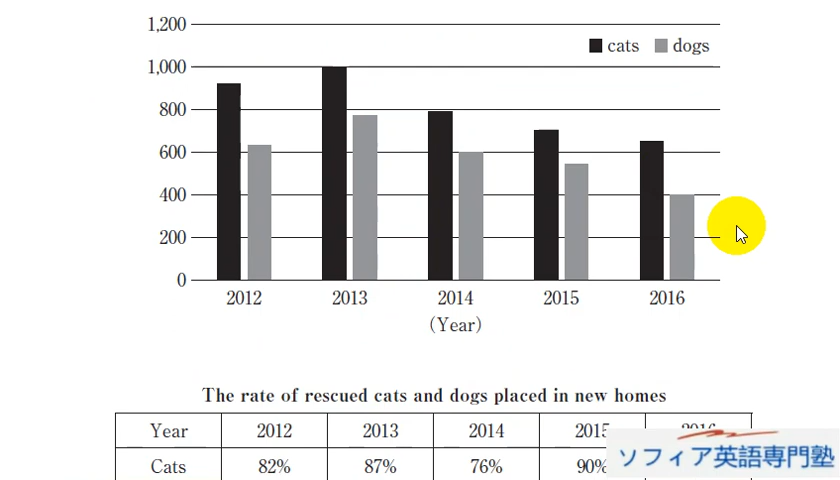 1,200
cats dogs
1,000
800
600
400
200
0
2012 2013 2014 2015 2016
(Year)
The rate of rescued cats and dogs placed in new homes
Year 2012 2013 2014 2015 2016
Cats 82% 87% 76% 90%
ソフィア英語専門塾